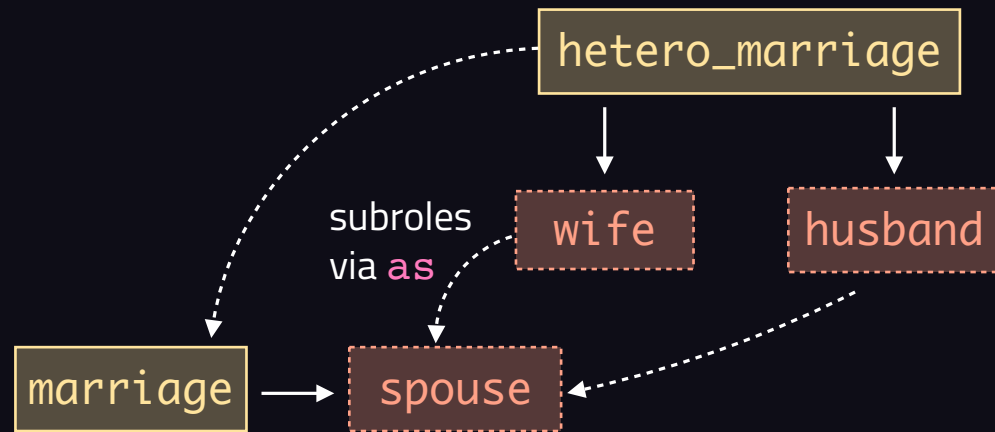 hetero_marriage
subroles
via as
wife
husband
marriage
spouse